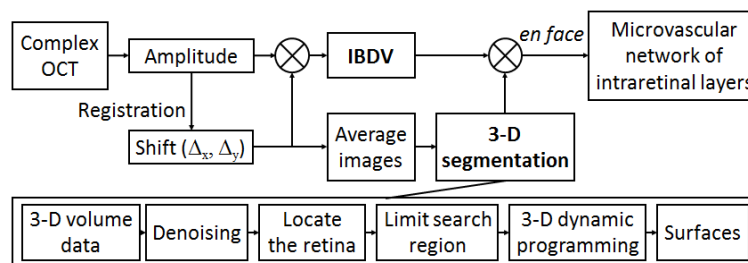 Complex
OCT
Amplitude
IBDV
en face
Microvascular
network of
intraretinal layers
Registration
Shift (Δx, Δy)
Average
images
3-D
segmentation
3-D volume
data
Denoising
Locate
the retina
Limit search
region
3-D dynamic
programming
Surfaces